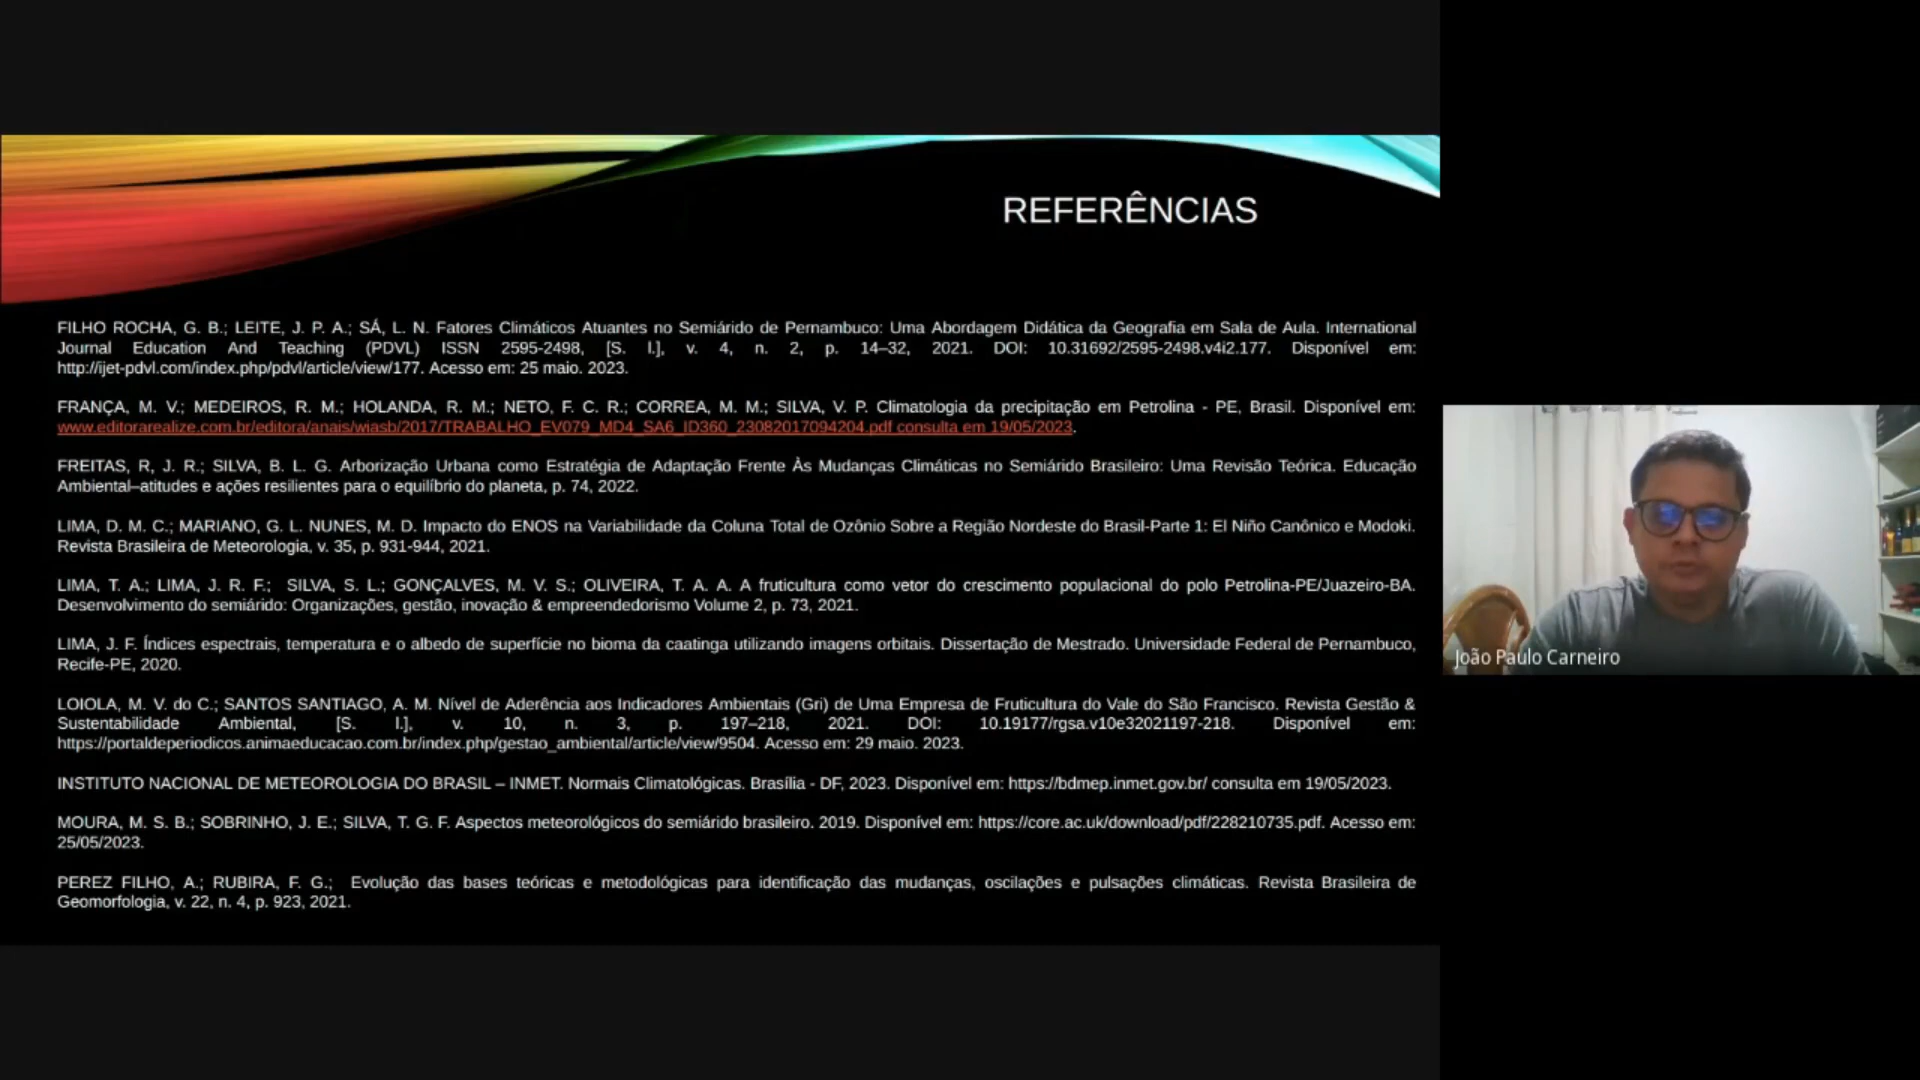 REFERÊNCIAS
FILHO ROCHA, G. B.; LEITE, J. P. A.; SÁ, L. N. Fatores Climáticos Atuantes no Semiárido de Pernambuco: Uma Abordagem Didática da Geografia em Sala de Aula. International
Journal Education And Teaching (PDVL) ISSN 2595-2498, [S. l.], v. 4, n. 2, p. 14–32, 2021. DOI: 10.31692/2595-2498.v4i2.177. Disponível em:
http://ijet-pdvl.com/index.php/pdvl/article/view/177. Acesso em: 25 maio. 2023.
FRANÇA, M. V.; MEDEIROS, R. M.; HOLANDA, R. M.; NETO, F. C. R.; CORREA, M. M.; SILVA, V. P. Climatologia da precipitação em Petrolina - PE, Brasil. Disponível em:
www.editorarealize.com.br/editora/anais/wiasb/2017/TRABALHO_EV079_MD4_SA6_ID360_23082017094204.pdf consulta em 19/05/2023.
FREITAS, R, J. R.; SILVA, B. L. G. Arborização Urbana como Estratégia de Adaptação Frente Às Mudanças Climáticas no Semiárido Brasileiro: Uma Revisão Teórica. Educação
Ambiental–atitudes e ações resilientes para o equilíbrio do planeta, p. 74, 2022.
LIMA, D. M. C.; MARIANO, G. L. NUNES, M. D. Impacto do ENOS na Variabilidade da Coluna Total de Ozônio Sobre a Região Nordeste do Brasil-Parte 1: El Niño Canônico e Modoki.
Revista Brasileira de Meteorologia, v. 35, p. 931-944, 2021.
LIMA, T. A.; LIMA, J. R. F.; SILVA, S. L.; GONÇALVES, M. V. S.; OLIVEIRA, T. A. A. A fruticultura como vetor do crescimento populacional do polo Petrolina-PE/Juazeiro-BA.
Desenvolvimento do semiárido: Organizações, gestão, inovação & empreendedorismo Volume 2, p. 73, 2021.
LIMA, J. F. Índices espectrais, temperatura e o albedo de superfície no bioma da caatinga utilizando imagens orbitais. Dissertação de Mestrado. Universidade Federal de Pernambuco,
Recife-PE, 2020.
LOIOLA, M. V. do C.; SANTOS SANTIAGO, A. M. Nível de Aderência aos Indicadores Ambientais (Gri) de Uma Empresa de Fruticultura do Vale do São Francisco. Revista Gestão &
Sustentabilidade Ambiental, [S. l.], v. 10, n. 3, p. 197–218, 2021. DOI: 10.19177/rgsa.v10e32021197-218. Disponível em:
https://portaldeperiodicos.animaeducacao.com.br/index.php/gestao_ambiental/article/view/9504. Acesso em: 29 maio. 2023.
INSTITUTO NACIONAL DE METEOROLOGIA DO BRASIL – INMET. Normais Climatológicas. Brasília - DF, 2023. Disponível em: https://bdmep.inmet.gov.br/ consulta em 19/05/2023.
MOURA, M. S. B.; SOBRINHO, J. E.; SILVA, T. G. F. Aspectos meteorológicos do semiárido brasileiro. 2019. Disponível em: https://core.ac.uk/download/pdf/228210735.pdf. Acesso em:
25/05/2023.
PEREZ FILHO, A.; RUBIRA, F. G.; Evolução das bases teóricas e metodológicas para identificação das mudanças, oscilações e pulsações climáticas. Revista Brasileira de
Geomorfologia, v. 22, n. 4, p. 923, 2021.
João Paulo Carneiro